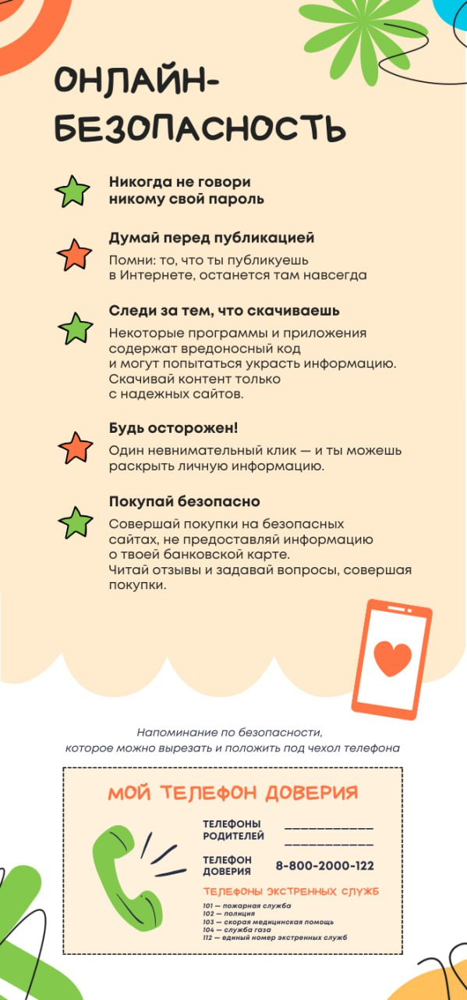 ОНЛАЙН-
БЕЗОПАСНОСТЬ
Никогда не говори
никому свой пароль
Думай перед публикацией
Помни: то, что ты публикуешь
в Интернете, останется там навсегда
Следи за тем, что скачиваешь
Некоторые программы и приложения
содержат вредоносный код
и могут попытаться украсть информацию.
Скачивай контент только
с надежных сайтов.
Будь осторожен!
Один невнимательный клик — и ты можешь
раскрыть личную информацию.
Покупай безопасно
Совершай покупки на безопасных
сайтах, не предоставляй информацию
о твоей банковской карте.
Читай отзывы и задавай вопросы, совершая
покупки.
Напоминание по безопасности,
которое можно вырезать и положить под чехол телефона
МОЙ ТЕЛЕФОН ДОВЕРИЯ
ТЕЛЕФОНЫ ___________
РОДИТЕЛЕЙ
___________
ТЕЛЕФОН
ДОВЕРИЯ 8-800-2000-122
ТЕЛЕФОНЫ ЭКСТРЕННЫХ СЛУЖБ
101 — пожарная служба
102 — полиция
103 — скорая медицинская помощь
104 — служба газа
112 — единый номер экстренных служб